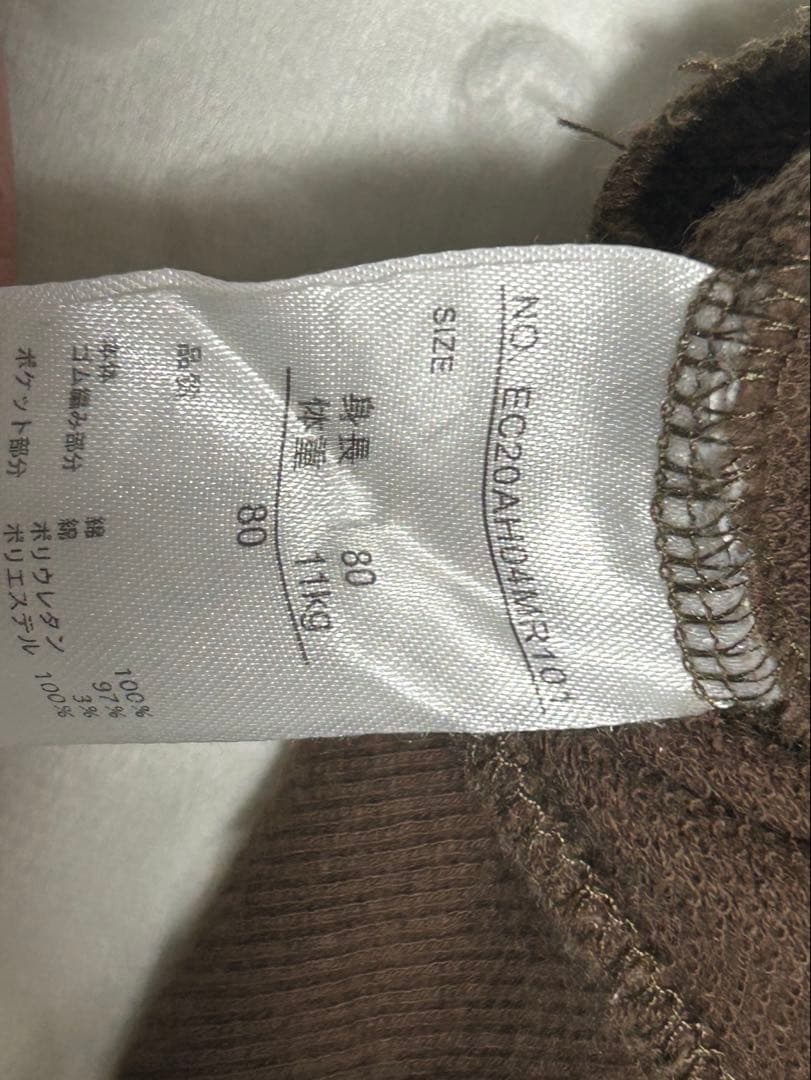 NO. EC20AH04MR101
SIZE
身長 80
体重 11kg
80
品質
本体 綿 100%
ゴム編み部分 綿 97%
ポリウレタン 3%
ポケット部分 ポリエステル 100%